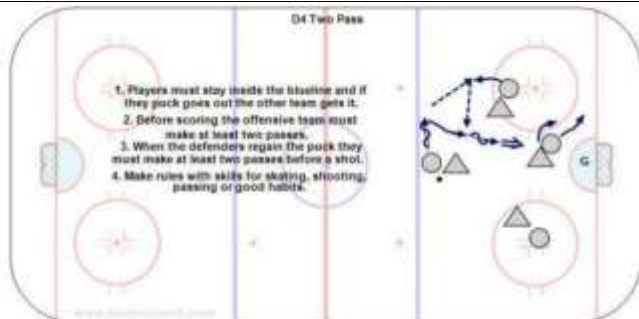 D4 Two Pass
1. Players must stay inside the blueline and if
they puck goes out the other team gets it.
2. Before scoring the offensive team must
make at least two passes.
3. When the defenders regain the puck they
must make at least two passes before a shot.
4. Make rules with skills for skating, shooting,
passing or good habits.
G